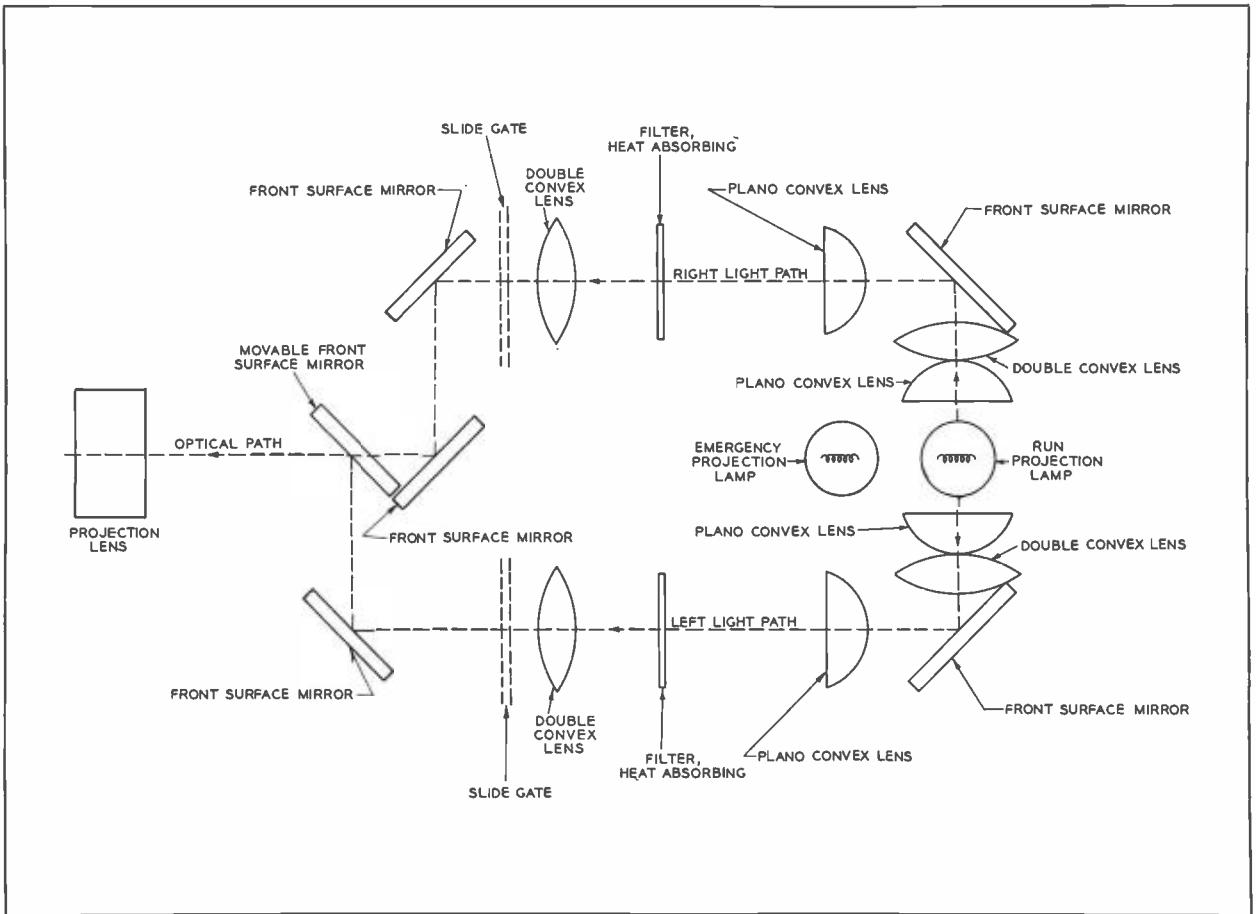 SLIDE GATE
FILTER,
HEAT ABSORBING
DOUBLE
CONVEX
LENS
FRONT SURFACE MIRROR
PLANO CONVEX LENS
FRONT SURFACE MIRROR
RIGHT LIGHT PATH
MOVABLE FRONT
SURFACE MIRROR
DOUBLE CONVEX LENS
PLANO CONVEX LENS
OPTICAL PATH
EMERGENCY
PROJECTION
LAMP
RUN
PROJECTION
LAMP
PROJECTION
LENS
FRONT SURFACE MIRROR
PLANO CONVEX LENS
DOUBLE CONVEX LENS
LEFT LIGHT PATH
FRONT SURFACE MIRROR
DOUBLE
CONVEX
LENS
FRONT SURFACE MIRROR
FILTER,
HEAT ABSORBING
PLANO CONVEX LENS
SLIDE GATE